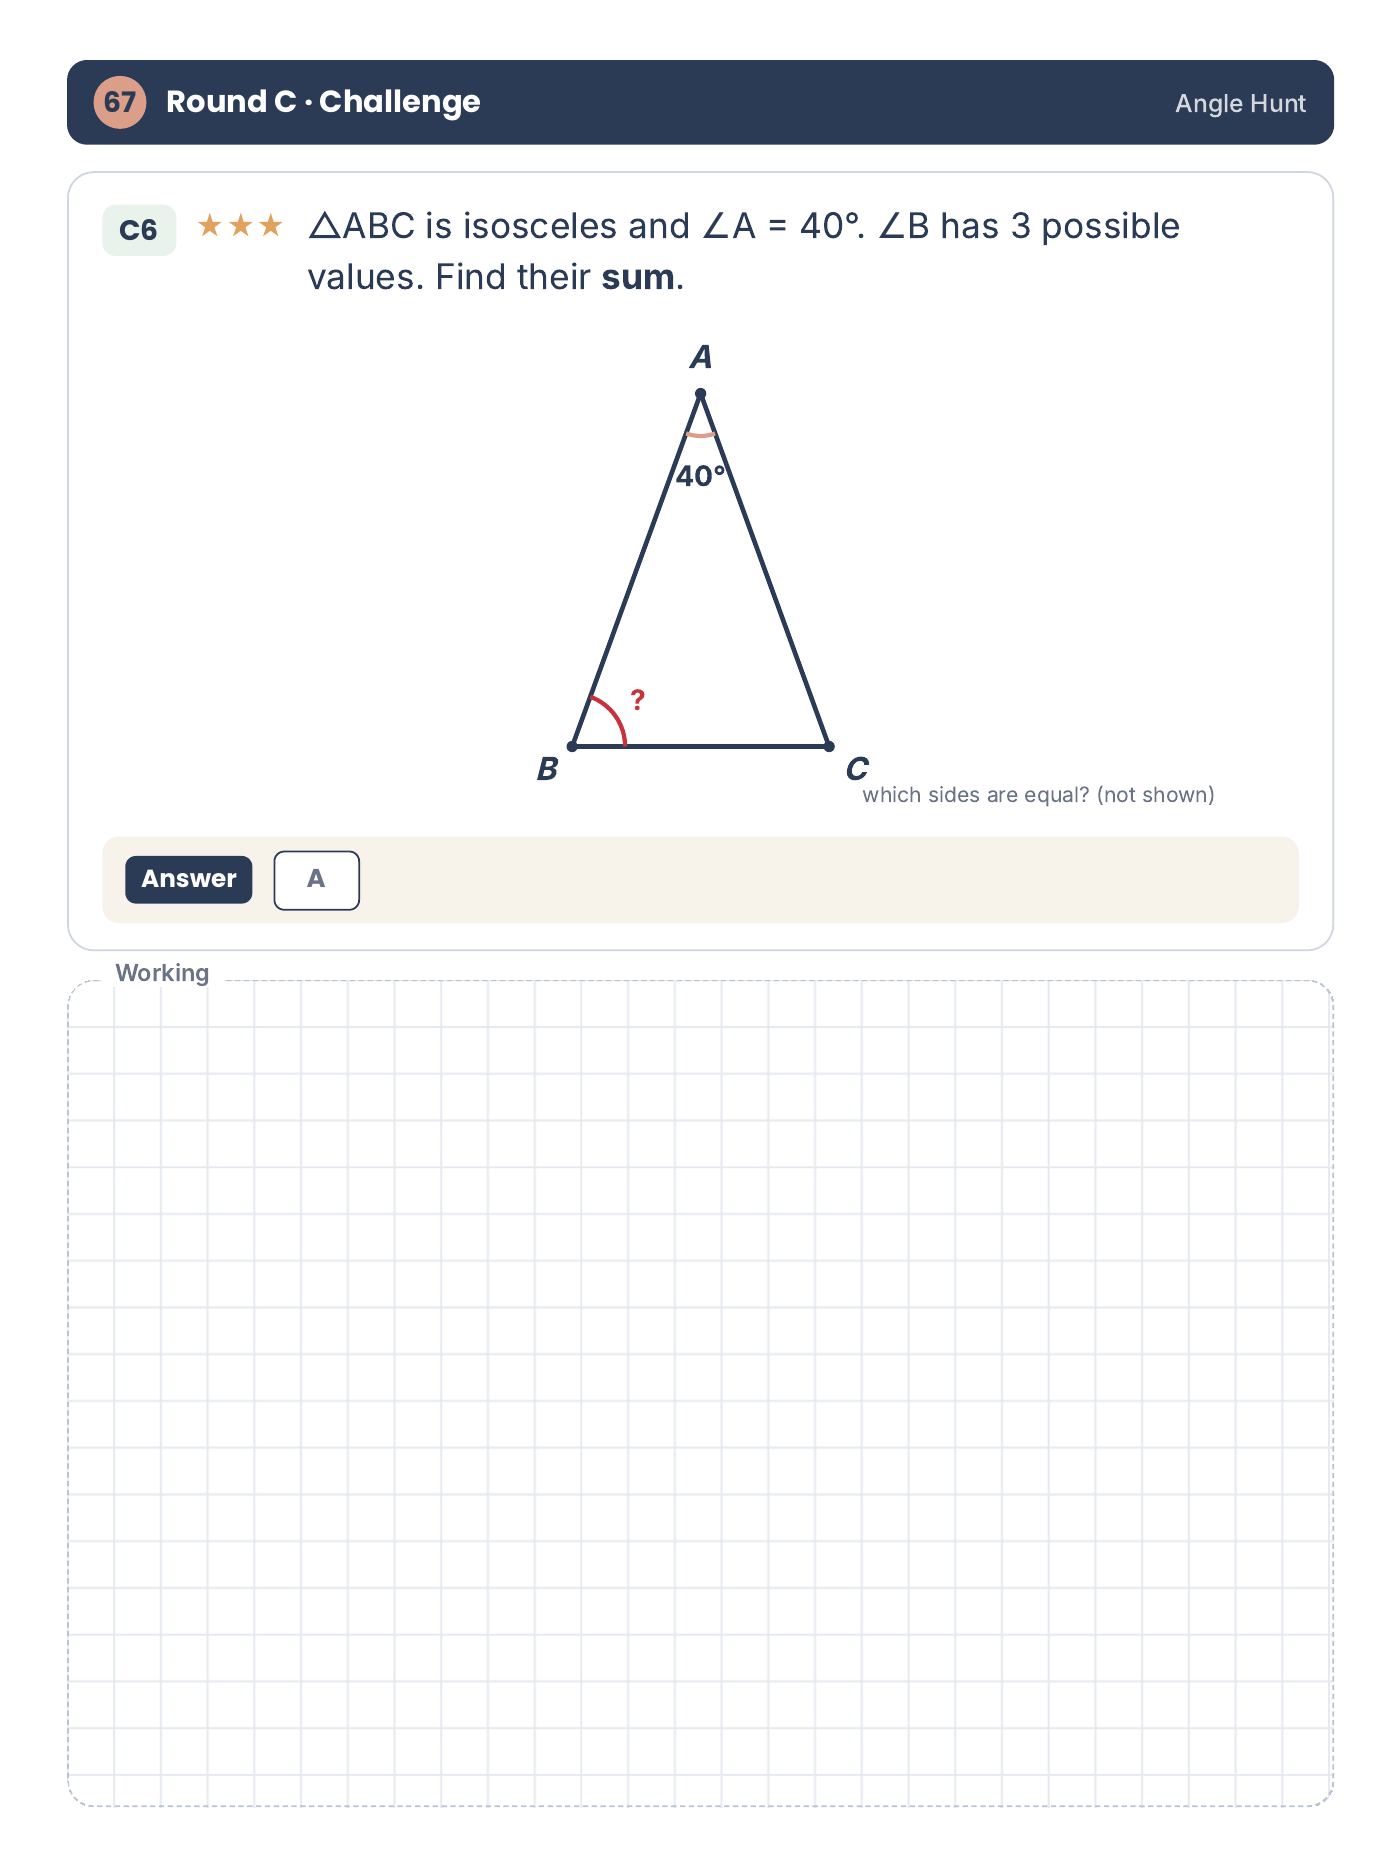 67 Round C · Challenge
Angle Hunt
C6 ★★★ △ABC is isosceles and ∠A = 40°. ∠B has 3 possible
values. Find their sum.
A
40°
?
B
C
which sides are equal? (not shown)
Answer A
Working